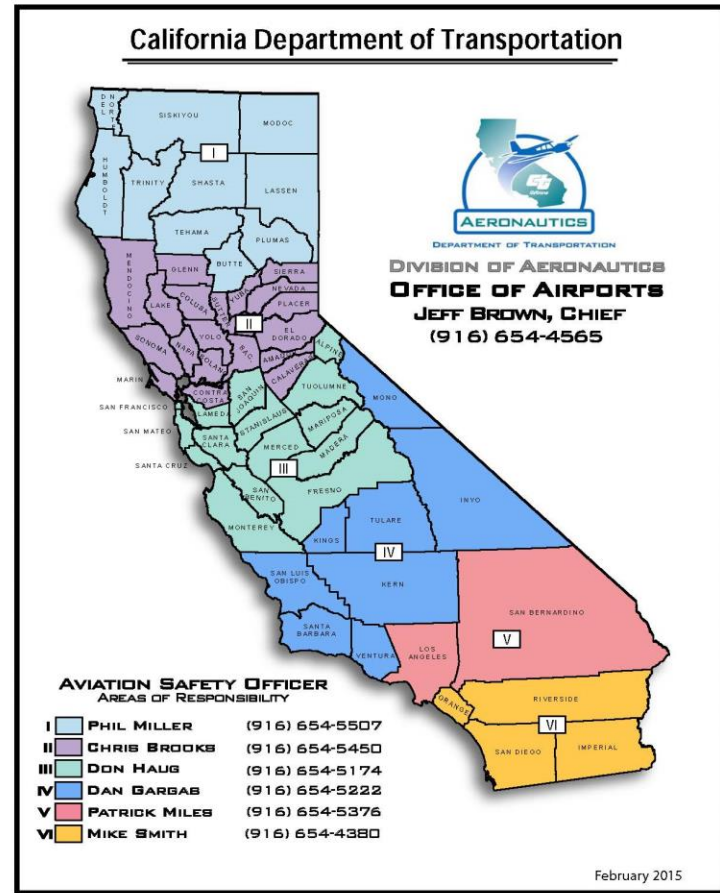 California Department of Transportation
DEL NORTE
SISKIYOU
MODOC
I
HUMBOLDT
TRINITY
SHASTA
LASSEN
TEHAMA
PLUMAS
BUTTE
AERONAUTICS
DEPARTMENT OF TRANSPORTATION
DIVISION OF AERONAUTICS
OFFICE OF AIRPORTS
JEFF BROWN, CHIEF
(916) 654-4565
MENDOCINO
GLENN
SIERRA
NEVADA
PLACER
LAKE
COLUSA
SUTTER
YUBA
II
EL DORADO
SONOMA
NAPA
YOLO
SOLANO
SAC.
AMADOR
ALPINE
CALAVERAS
MARIN
CONTRA COSTA
SAN JOAQUIN
TUOLUMNE
MONO
SAN FRANCISCO
ALAMEDA
STANISLAUS
MARIPOSA
SAN MATEO
SANTA CLARA
MERCED
MADERA
SANTA CRUZ
III
SAN BENITO
FRESNO
INYO
MONTEREY
KINGS
TULARE
IV
SAN LUIS OBISPO
KERN
SAN BERNARDINO
SANTA BARBARA
VENTURA
LOS ANGELES
V
ORANGE
RIVERSIDE
VI
SAN DIEGO
IMPERIAL
AVIATION SAFETY OFFICER
AREAS OF RESPONSIBILITY
I PHIL MILLER (916) 654-5507
II CHRIS BROOKS (916) 654-5450
III DON HAUG (916) 654-5174
IV DAN GARGAS (916) 654-5222
V PATRICK MILES (916) 654-5376
VI MIKE SMITH (916) 654-4380
February 2015